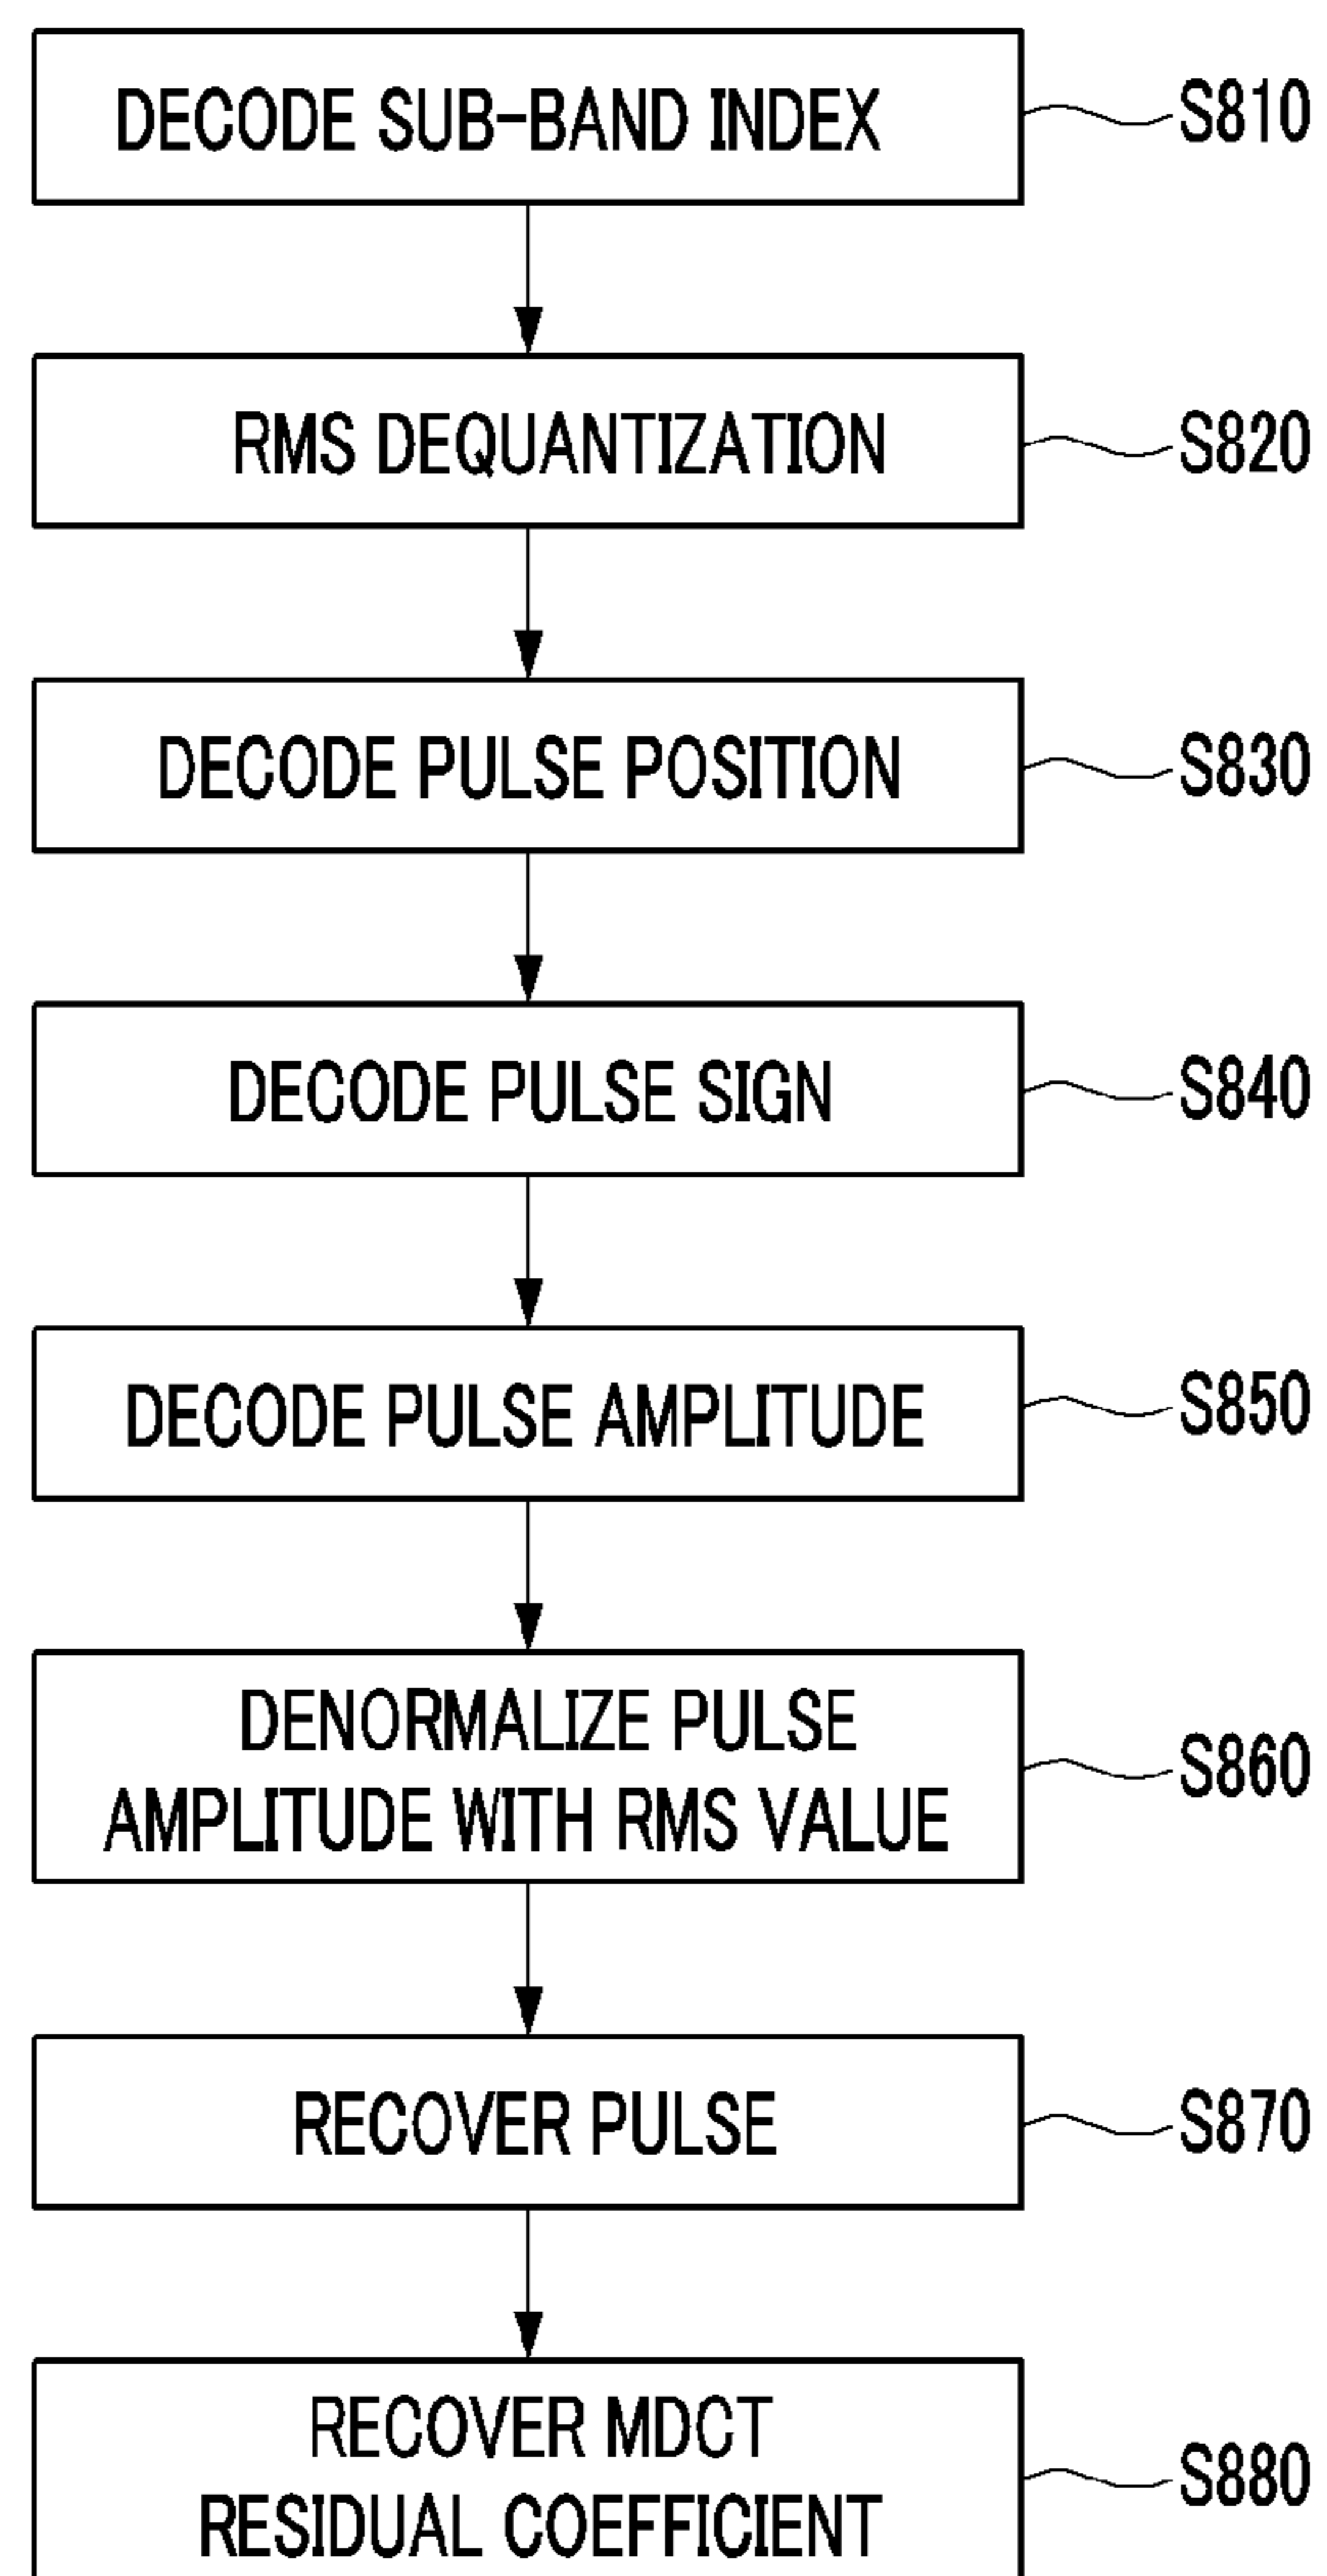 DECODE SUB-BAND INDEX
S810
RMS DEQUANTIZATION
S820
DECODE PULSE POSITION
S830
DECODE PULSE SIGN
S840
DECODE PULSE AMPLITUDE
S850
DENORMALIZE PULSE
AMPLITUDE WITH RMS VALUE
S860
RECOVER PULSE
S870
RECOVER MDCT
RESIDUAL COEFFICIENT
S880